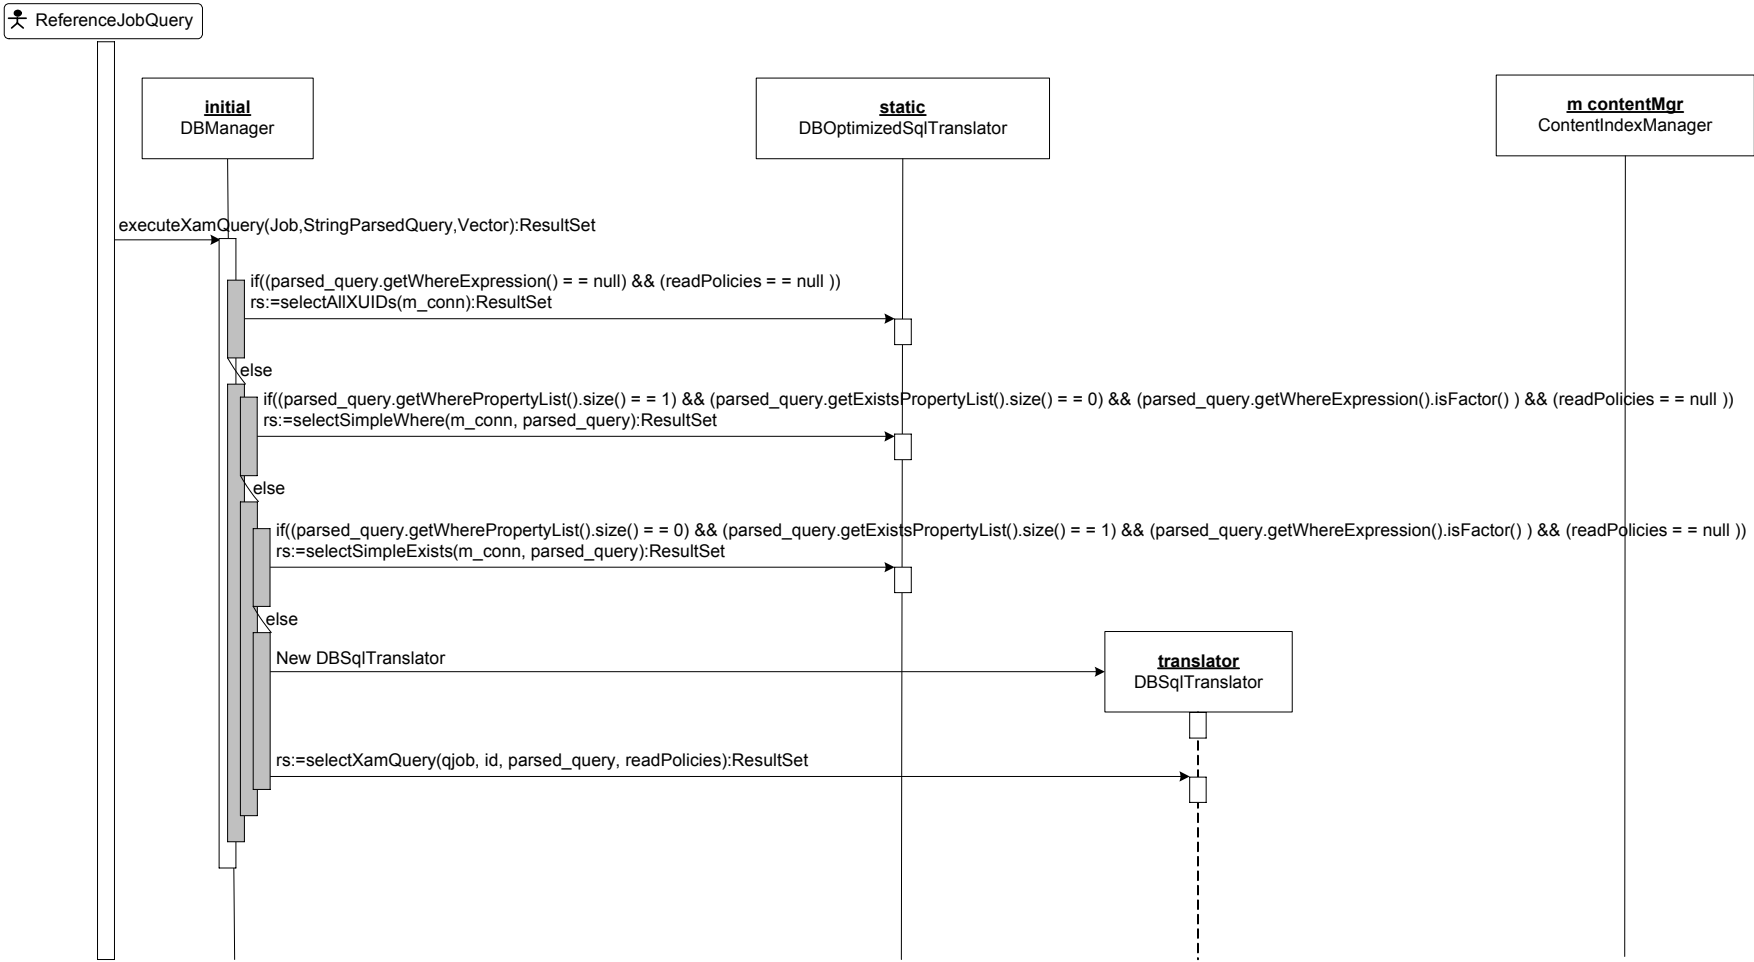 ReferenceJobQuery
initial
DBManager
static
DBOptimizedSqlTranslator
m contentMgr
ContentIndexManager
executeXamQuery(Job,StringParsedQuery,Vector):ResultSet
if((parsed_query.getWhereExpression() = = null) && (readPolicies = = null ))
rs:=selectAllXUIDs(m_conn):ResultSet
else
if((parsed_query.getWherePropertyList().size() = = 1) && (parsed_query.getExistsPropertyList().size() = = 0) && (parsed_query.getWhereExpression().isFactor() ) && (readPolicies = = null ))
rs:=selectSimpleWhere(m_conn, parsed_query):ResultSet
else
if((parsed_query.getWherePropertyList().size() = = 0) && (parsed_query.getExistsPropertyList().size() = = 1) && (parsed_query.getWhereExpression().isFactor() ) && (readPolicies = = null ))
rs:=selectSimpleExists(m_conn, parsed_query):ResultSet
else
New DBSqlTranslator
translator
DBSqlTranslator
rs:=selectXamQuery(qjob, id, parsed_query, readPolicies):ResultSet